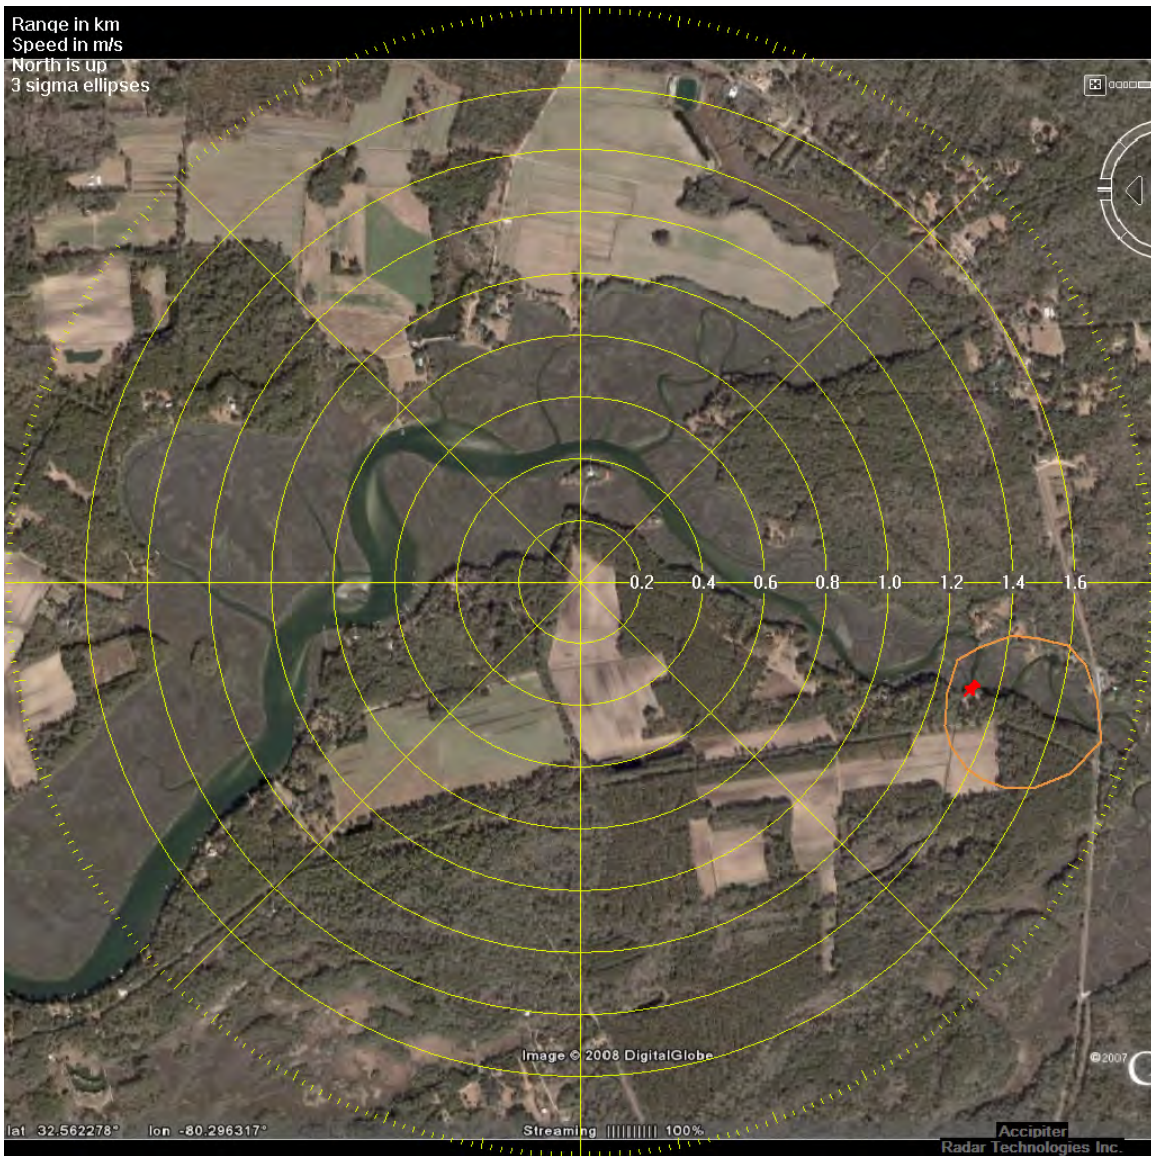 Range in km
Speed in m/s
North is up
3 sigma ellipses
0.2 0.4 0.6 0.8 1.0 1.2 1.4 1.6
Image © 2008 DigitalGlobe
©2007
lat 32.562278° lon -80.296317° Streaming |||||||||| 100%
Accipiter
Radar Technologies Inc.